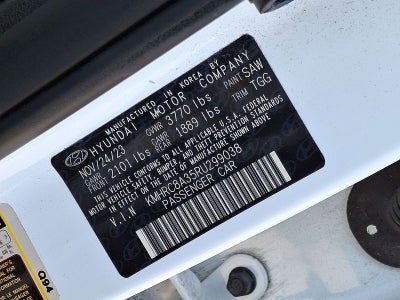 MANUFACTURED IN KOREA BY
HYUNDAI MOTOR COMPANY
NOV/24/23 GVWR 3770 lbs PAINT SAW
FRONT 2101 lbs REAR 1889 lbs TRIM TGG
THIS VEHICLE CONFORMS TO ALL APPLICABLE U.S.A. FEDERAL
MOTOR VEHICLE SAFETY, BUMPER, AND THEFT PREVENTION STANDARDS
IN EFFECT ON THE DATE OF MANUFACTURE SHOWN ABOVE.
V.I.N
PASSENGER CAR
Q94